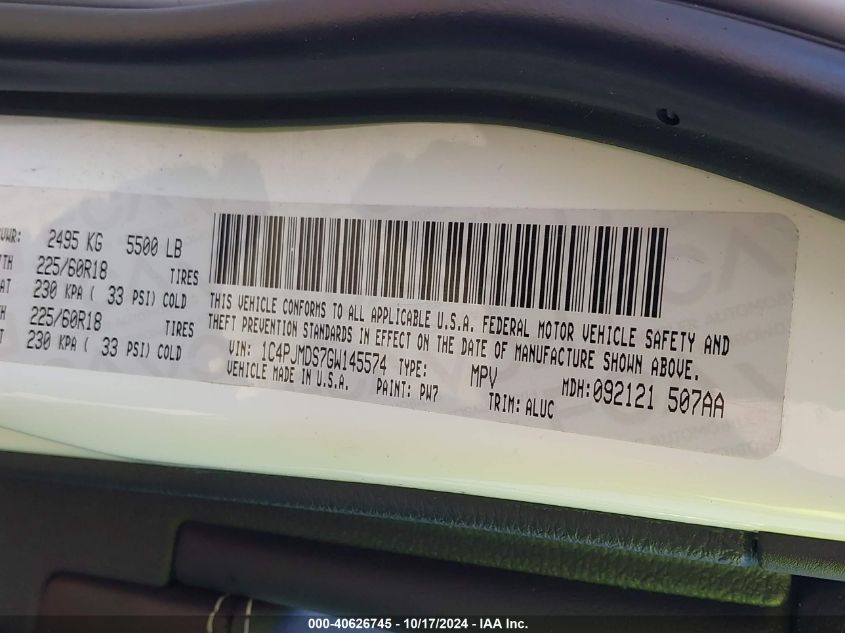 2495 KG 5500 LB
225/60R18 TIRES
230 KPA ( 33 PSI) COLD
225/60R18 TIRES
230 KPA ( 33 PSI) COLD
THIS VEHICLE CONFORMS TO ALL APPLICABLE U.S.A. FEDERAL MOTOR VEHICLE SAFETY AND
THEFT PREVENTION STANDARDS IN EFFECT ON THE DATE OF MANUFACTURE SHOWN ABOVE.
VIN: 1C4PJMDS7GW145574 TYPE: MPV MDH:092121 507AA
VEHICLE MADE IN U.S.A. PAINT: PW7 TRIM: ALUC
000-40626745 - 10/17/2024 - IAA Inc.